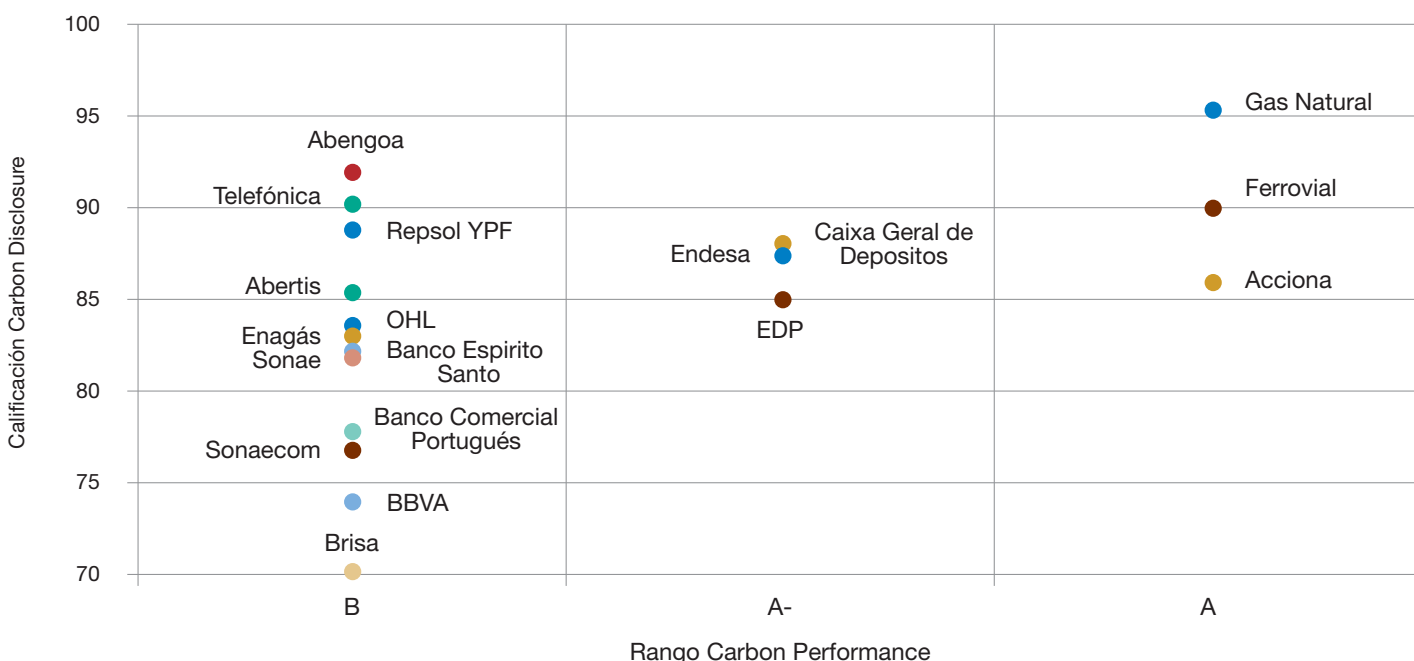 Calificación Carbon Disclosure
100
95
90
85
80
75
70
Abengoa
Telefónica
Repsol YPF
Abertis
OHL
Enagás
Sonae
Banco Espirito
Santo
Banco Comercial
Portugués
Sonaecom
BBVA
Brisa
Endesa
Caixa Geral de
Depositos
EDP
Gas Natural
Ferrovial
Acciona
B
A-
A
Rango Carbon Performance